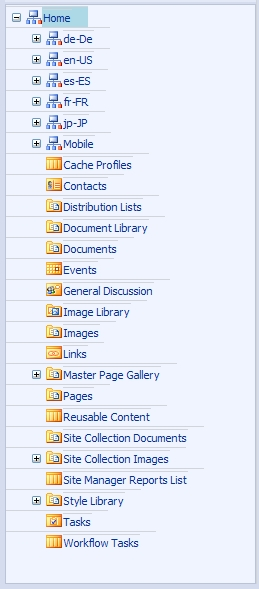 Home
de-De
en-US
es-ES
fr-FR
jp-JP
Mobile
Cache Profiles
Contacts
Distribution Lists
Document Library
Documents
Events
General Discussion
Image Library
Images
Links
Master Page Gallery
Pages
Reusable Content
Site Collection Documents
Site Collection Images
Site Manager Reports List
Style Library
Tasks
Workflow Tasks